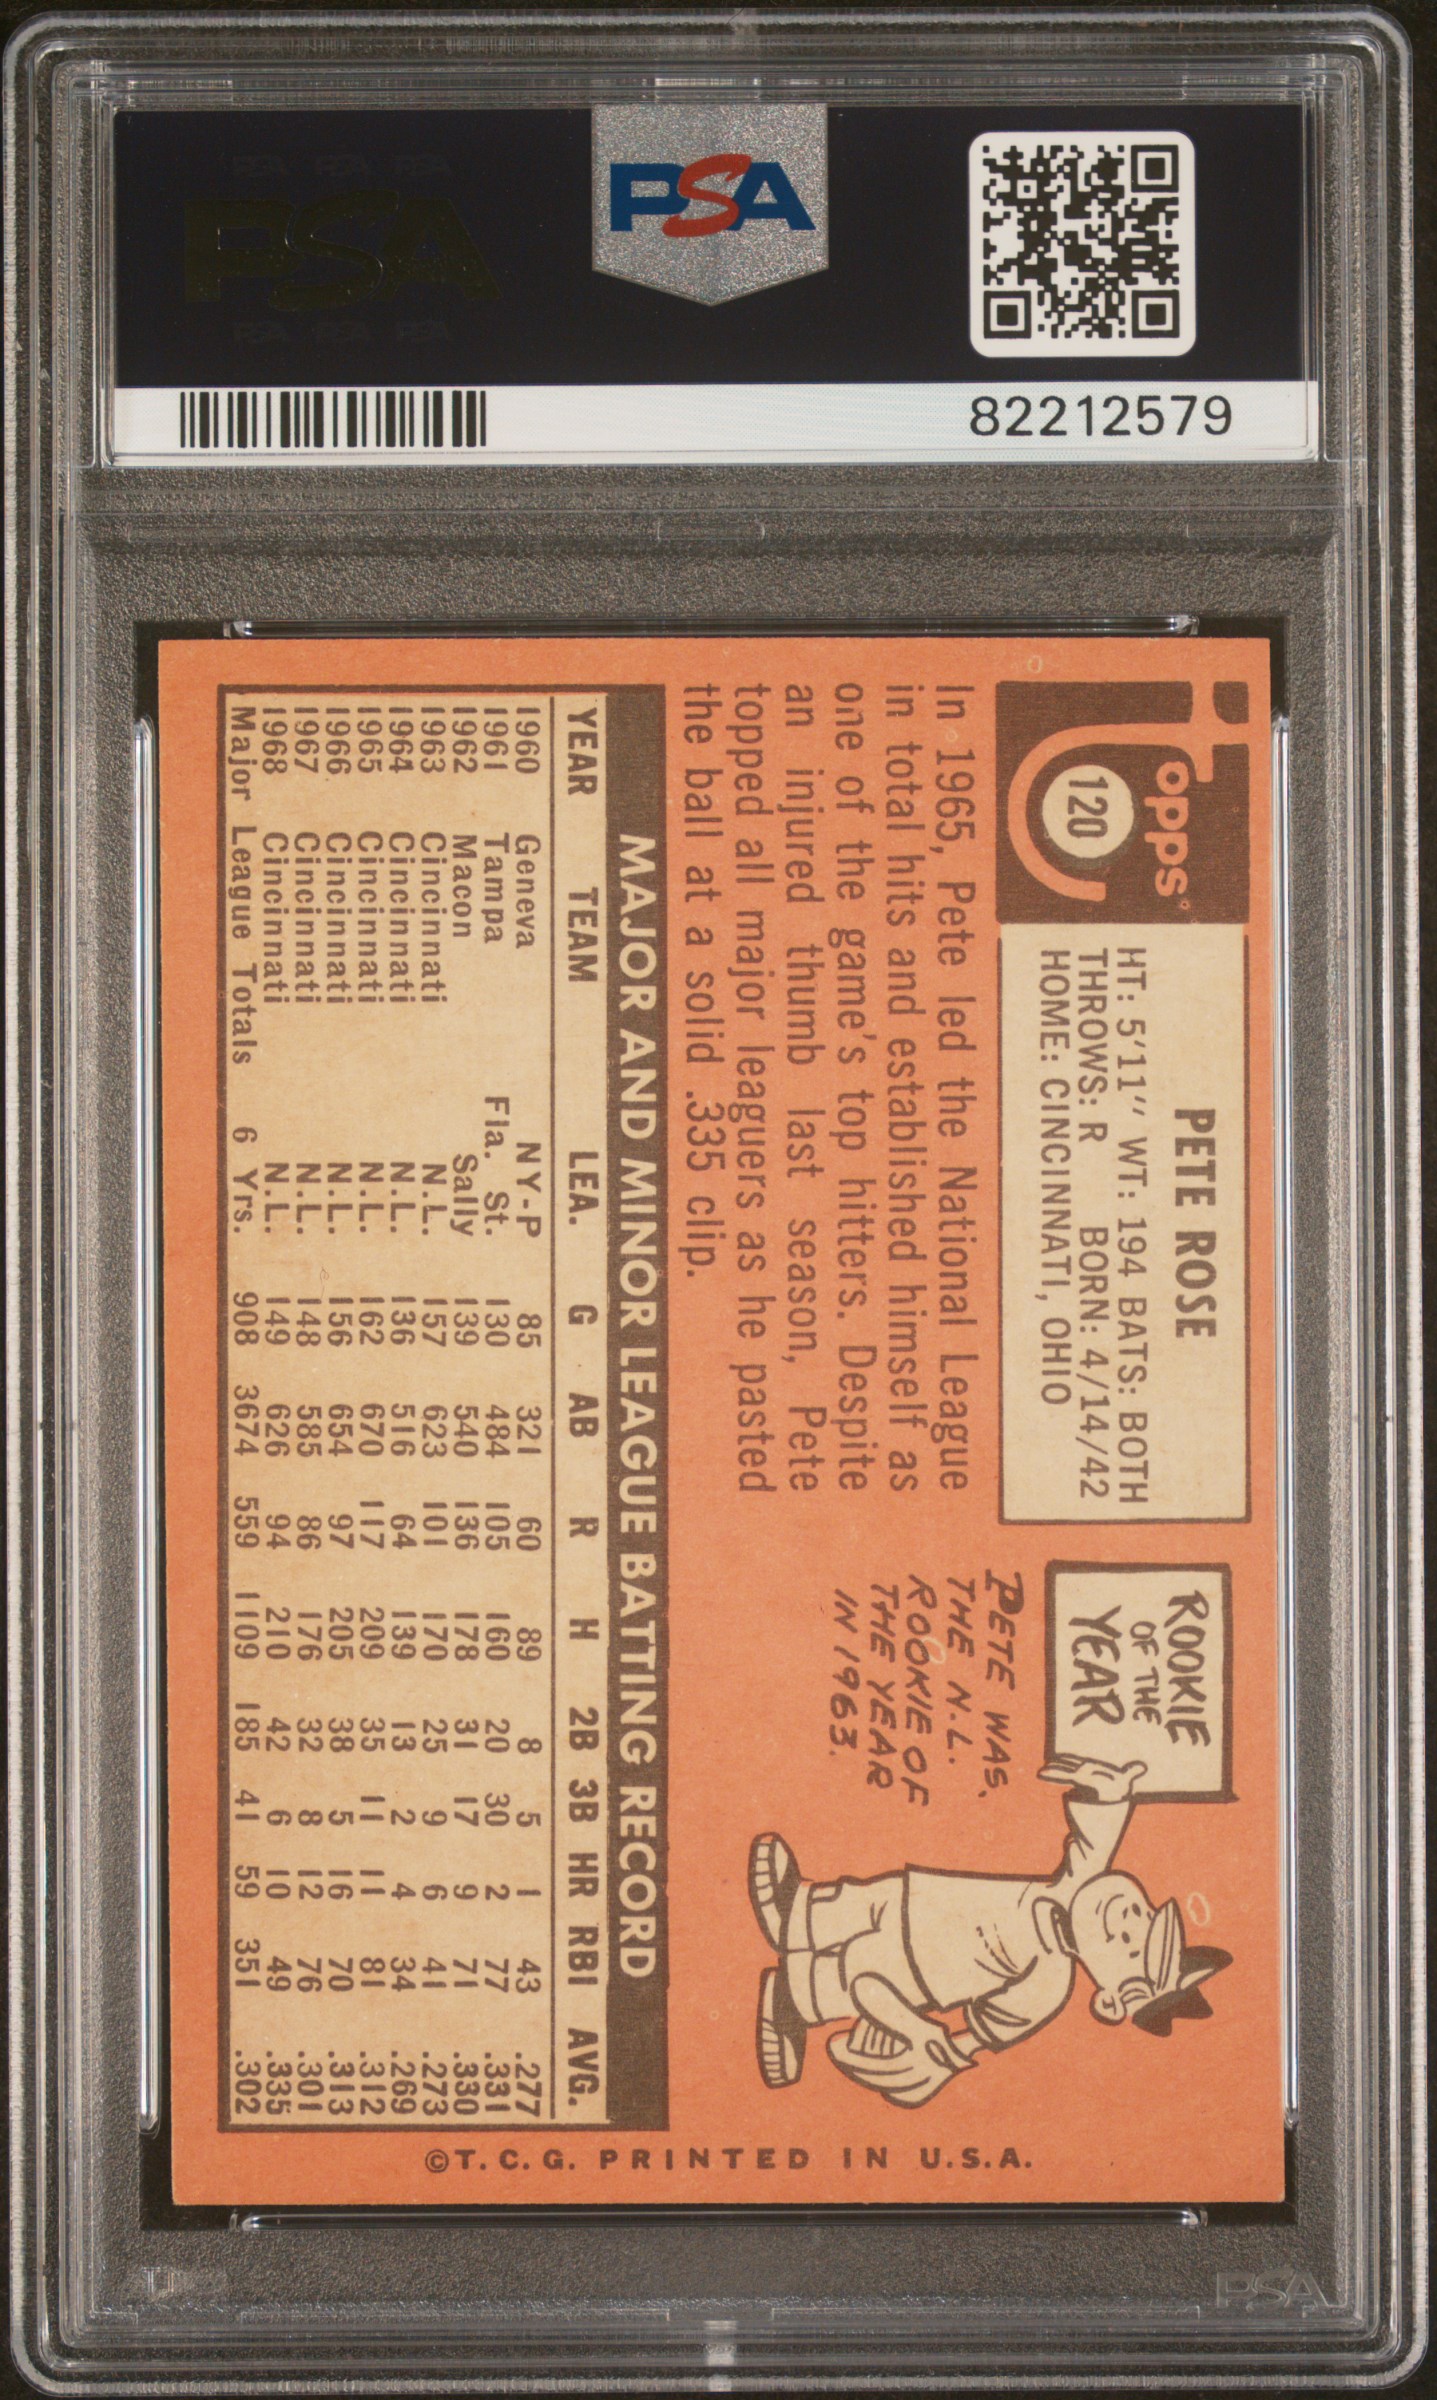 PSA
PSA
82212579
Topps
120
PETE ROSE
HT: 5'11" WT: 194 BATS: BOTH
THROWS: R BORN: 4/14/42
HOME: CINCINNATI, OHIO
In 1965, Pete led the National League
in total hits and established himself as
one of the game's top hitters. Despite
an injured thumb last season, Pete
topped all major leaguers as he pasted
the ball at a solid .335 clip.
ROOKIE
OF THE
YEAR
PETE WAS
THE N.L.
ROOKIE OF
THE YEAR
IN 1963.
MAJOR AND MINOR LEAGUE BATTING RECORD
YEAR TEAM LEA. G AB R H 2B 3B HR RBI AVG.
1960 Geneva NY-P 85 321 60 89 8 5 1 43 .277
1961 Tampa Fla. St. 130 484 105 160 20 30 2 77 .331
1962 Macon Sally 139 540 136 178 31 17 9 71 .330
1963 Cincinnati N.L. 157 623 101 170 25 9 6 41 .273
1964 Cincinnati N.L. 136 516 64 139 13 2 4 34 .269
1965 Cincinnati N.L. 162 670 117 209 35 11 11 81 .312
1966 Cincinnati N.L. 156 654 97 205 38 5 16 70 .313
1967 Cincinnati N.L. 148 585 86 176 32 8 12 76 .301
1968 Cincinnati N.L. 149 626 94 210 42 6 10 49 .335
Major League Totals 6 Yrs. 908 3674 559 1109 185 41 59 351 .302
©T.C.G. PRINTED IN U.S.A.
PSA